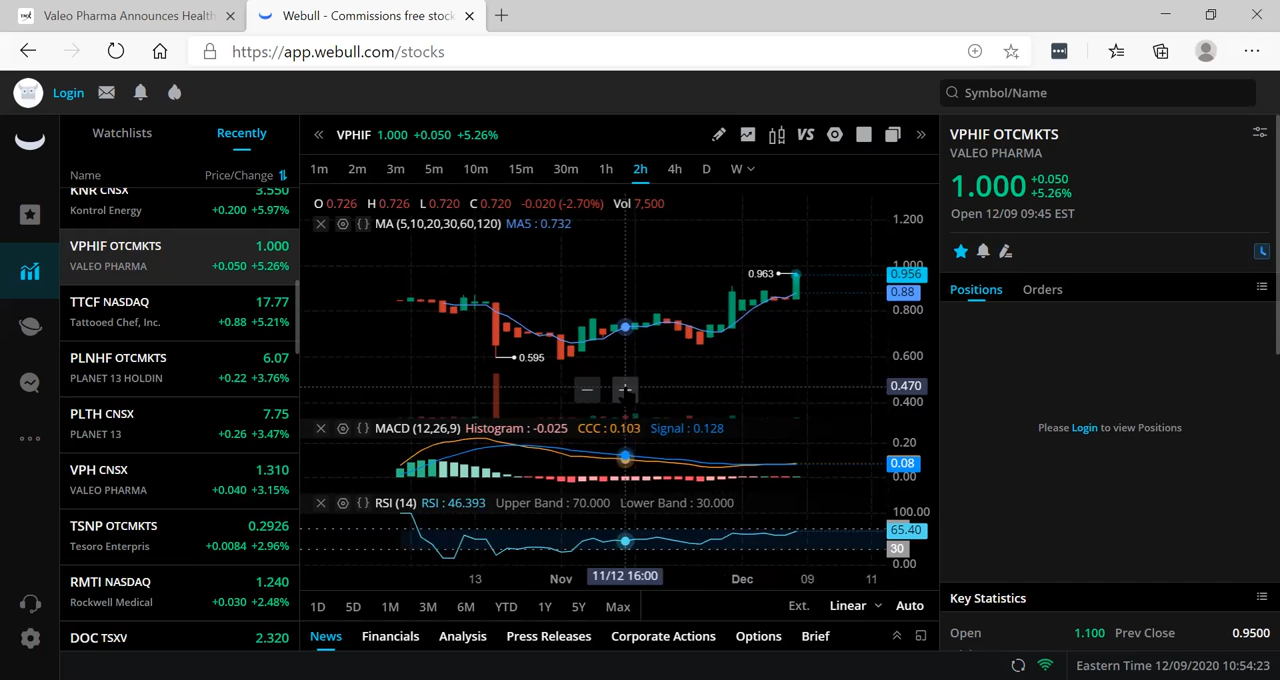 Valeo Pharma Announces Health
Webull - Commissions free stock
https://app.webull.com/stocks
Login
Symbol/Name
Watchlists
Recently
Name
Price/Change
KNR CNSX
3.550
Kontrol Energy
+0.200 +5.97%
VPHIF OTCMKTS
1.000
VALEO PHARMA
+0.050 +5.26%
TTCF NASDAQ
17.77
Tattooed Chef, Inc.
+0.88 +5.21%
PLNHF OTCMKTS
6.07
PLANET 13 HOLDIN
+0.22 +3.76%
PLTH CNSX
7.75
PLANET 13
+0.26 +3.47%
VPH CNSX
1.310
VALEO PHARMA
+0.040 +3.15%
TSNP OTCMKTS
0.2926
Tesoro Enterpris
+0.0084 +2.96%
RMTI NASDAQ
1.240
Rockwell Medical
+0.030 +2.48%
DOC TSXV
2.320
VPHIF 1.000 +0.050 +5.26%
VS
1m 2m 3m 5m 10m 15m 30m 1h 2h 4h D W
O 0.726 H 0.726 L 0.720 C 0.720 -0.020 (-2.70%) Vol 7,500
MA (5,10,20,30,60,120) MA5 : 0.732
1.200
1.000
0.963
0.956
0.88
0.800
0.595
0.600
0.470
0.400
MACD (12,26,9) Histogram : -0.025 CCC : 0.103 Signal : 0.128
0.20
0.08
0.00
RSI (14) RSI : 46.393 Upper Band : 70.000 Lower Band : 30.000
100.00
65.40
30
0.00
13 Nov 11/12 16:00 Dec 09 11
1D 5D 1M 3M 6M YTD 1Y 5Y Max
Ext. Linear Auto
News Financials Analysis Press Releases Corporate Actions Options Brief
VPHIF OTCMKTS
VALEO PHARMA
1.000
+0.050
+5.26%
Open 12/09 09:45 EST
L
Positions
Orders
Please Login to view Positions
Key Statistics
Open 1.100 Prev Close 0.9500
Eastern Time 12/09/2020 10:54:23